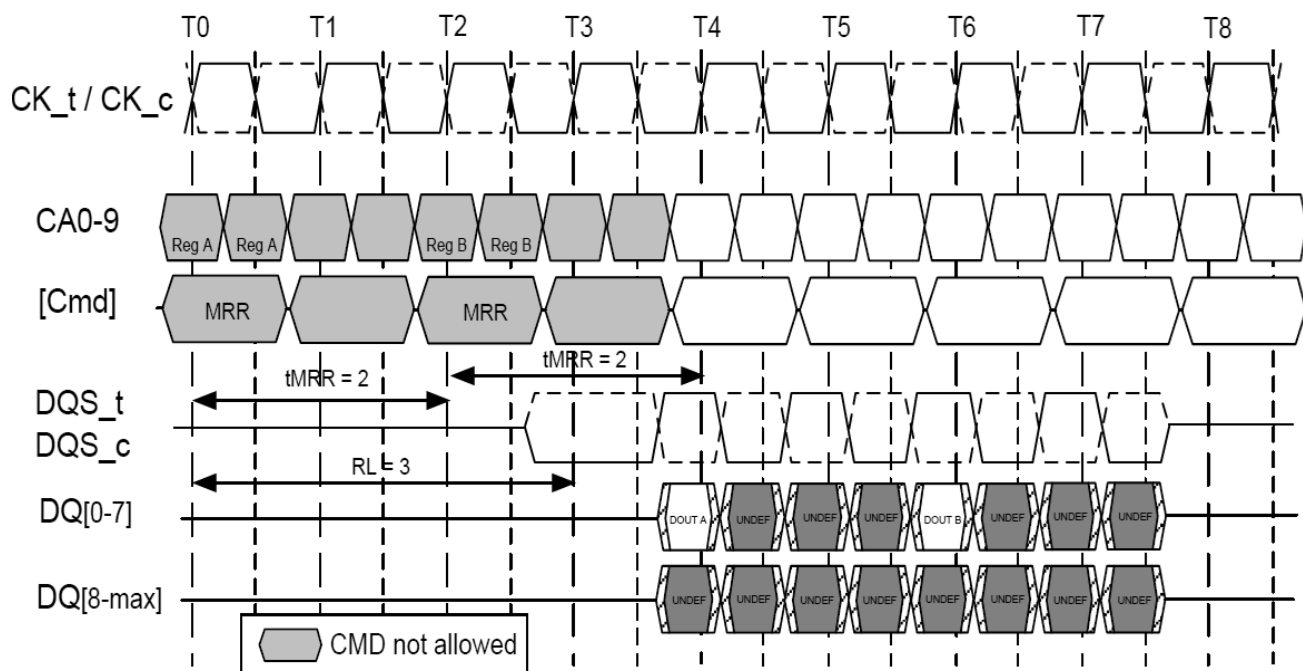 T0 T1 T2 T3 T4 T5 T6 T7 T8
CK_t / CK_c
CA0-9
Reg A Reg A Reg B Reg B
[Cmd]
MRR MRR
tMRR = 2
tMRR = 2
DQS_t
DQS_c
RL = 3
DQ[0-7]
DOUT A UNDEF UNDEF UNDEF DOUT B UNDEF UNDEF UNDEF
DQ[8-max]
UNDEF UNDEF UNDEF UNDEF UNDEF UNDEF UNDEF UNDEF
CMD not allowed